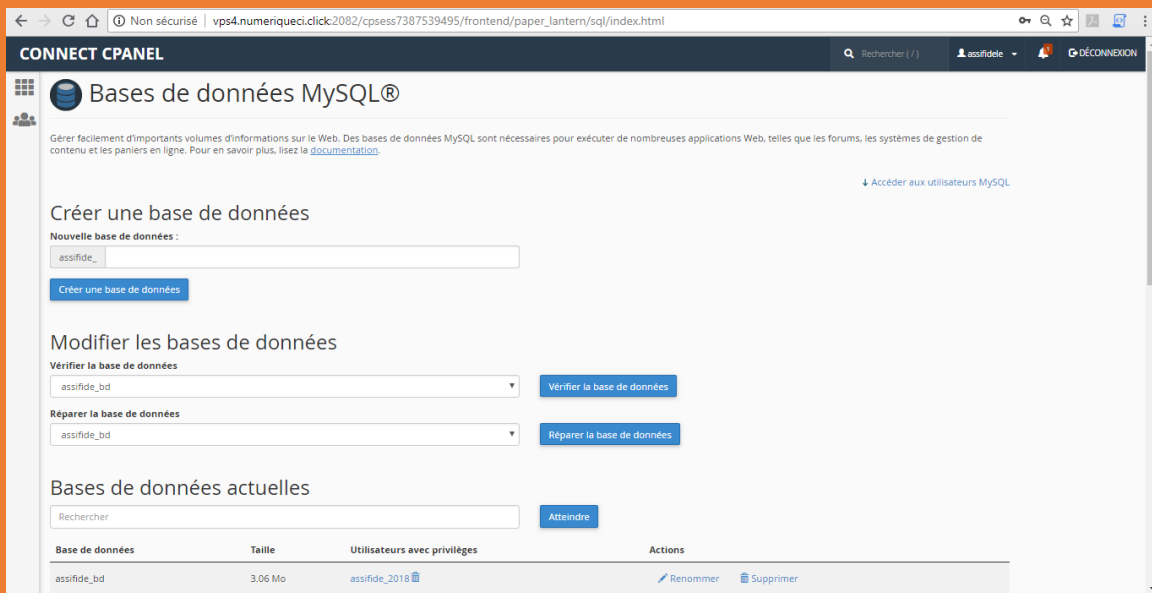 Non sécurisé | vps4.numeriqueci.click:2082/cpsess7387539495/frontend/paper_lantern/sql/index.html
CONNECT CPANEL
Rechercher ( / )
assifidele
1
DÉCONNEXION
Bases de données MySQL®
Gérer facilement d'importants volumes d'informations sur le Web. Des bases de données MySQL sont nécessaires pour exécuter de nombreuses applications Web, telles que les forums, les systèmes de gestion de
contenu et les paniers en ligne. Pour en savoir plus, lisez la documentation.
Accéder aux utilisateurs MySQL
Créer une base de données
Nouvelle base de données :
assifide_
Créer une base de données
Modifier les bases de données
Vérifier la base de données
assifide_bd
Vérifier la base de données
Réparer la base de données
assifide_bd
Réparer la base de données
Bases de données actuelles
Rechercher
Atteindre
Base de données Taille Utilisateurs avec privilèges Actions
assifide_bd 3.06 Mo assifide_2018 Renommer Supprimer